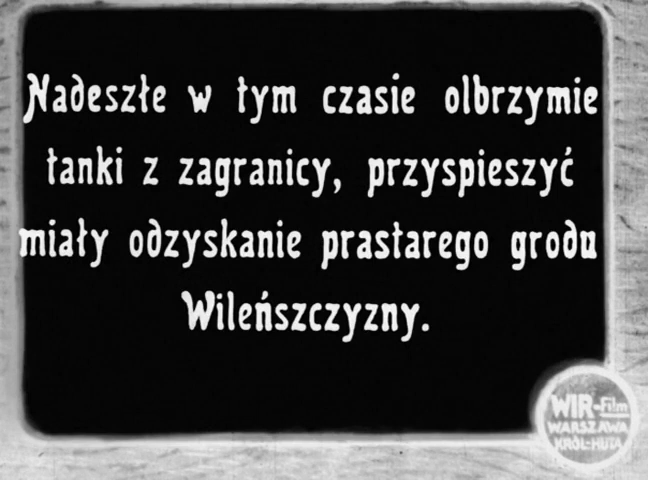 Nadeszłe w tym czasie olbrzymie
tanki z zagranicy, przyspieszyć
miały odzyskanie prastarego grodu
Wileńszczyzny.
WIR-Film
WARSZAWA
KRÓL-HUTA